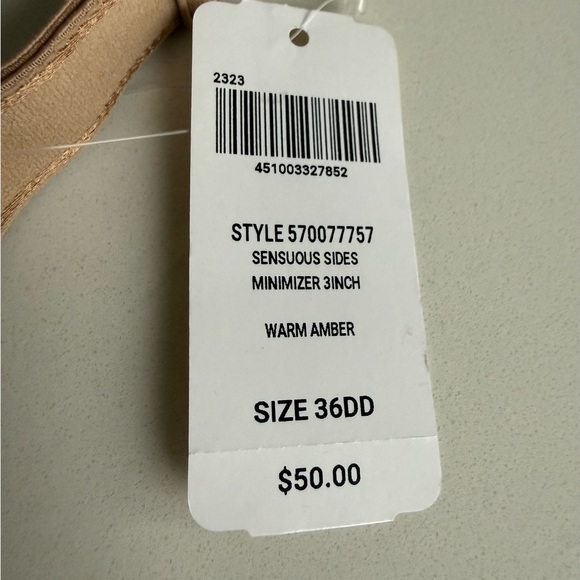 2323
451003327852
STYLE 570077757
SENSUOUS SIDES
MINIMIZER 3INCH
WARM AMBER
SIZE 36DD
$50.00